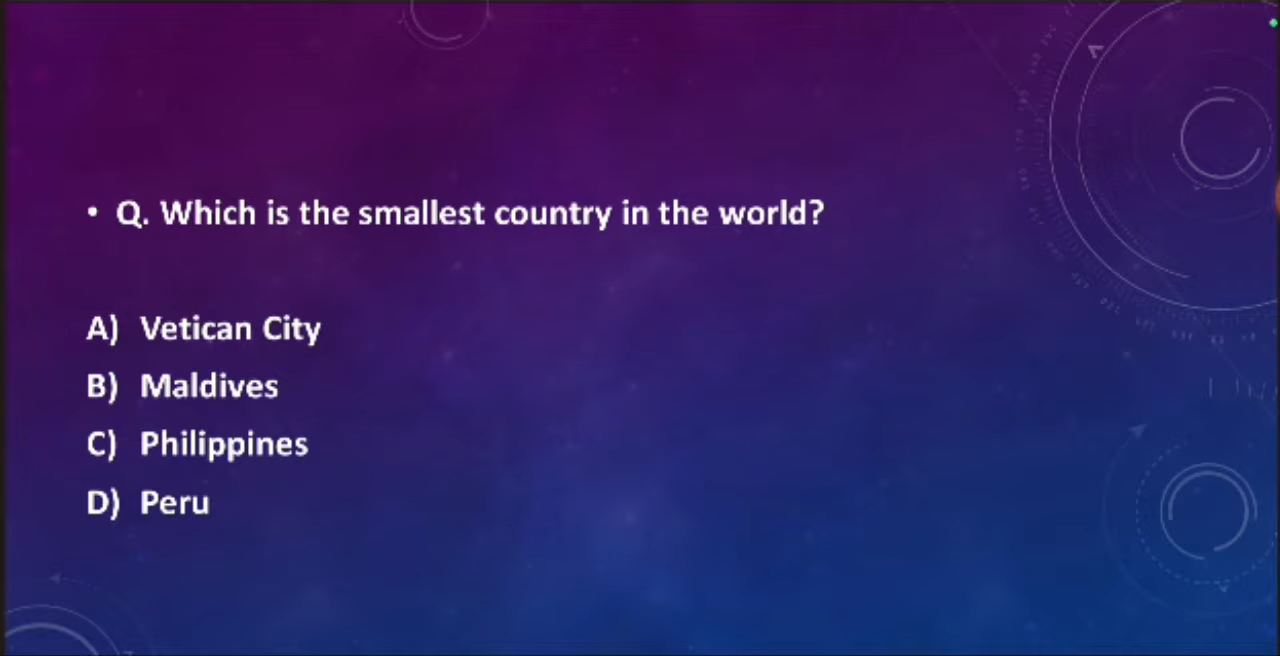 • Q. Which is the smallest country in the world?
A) Vetican City
B) Maldives
C) Philippines
D) Peru